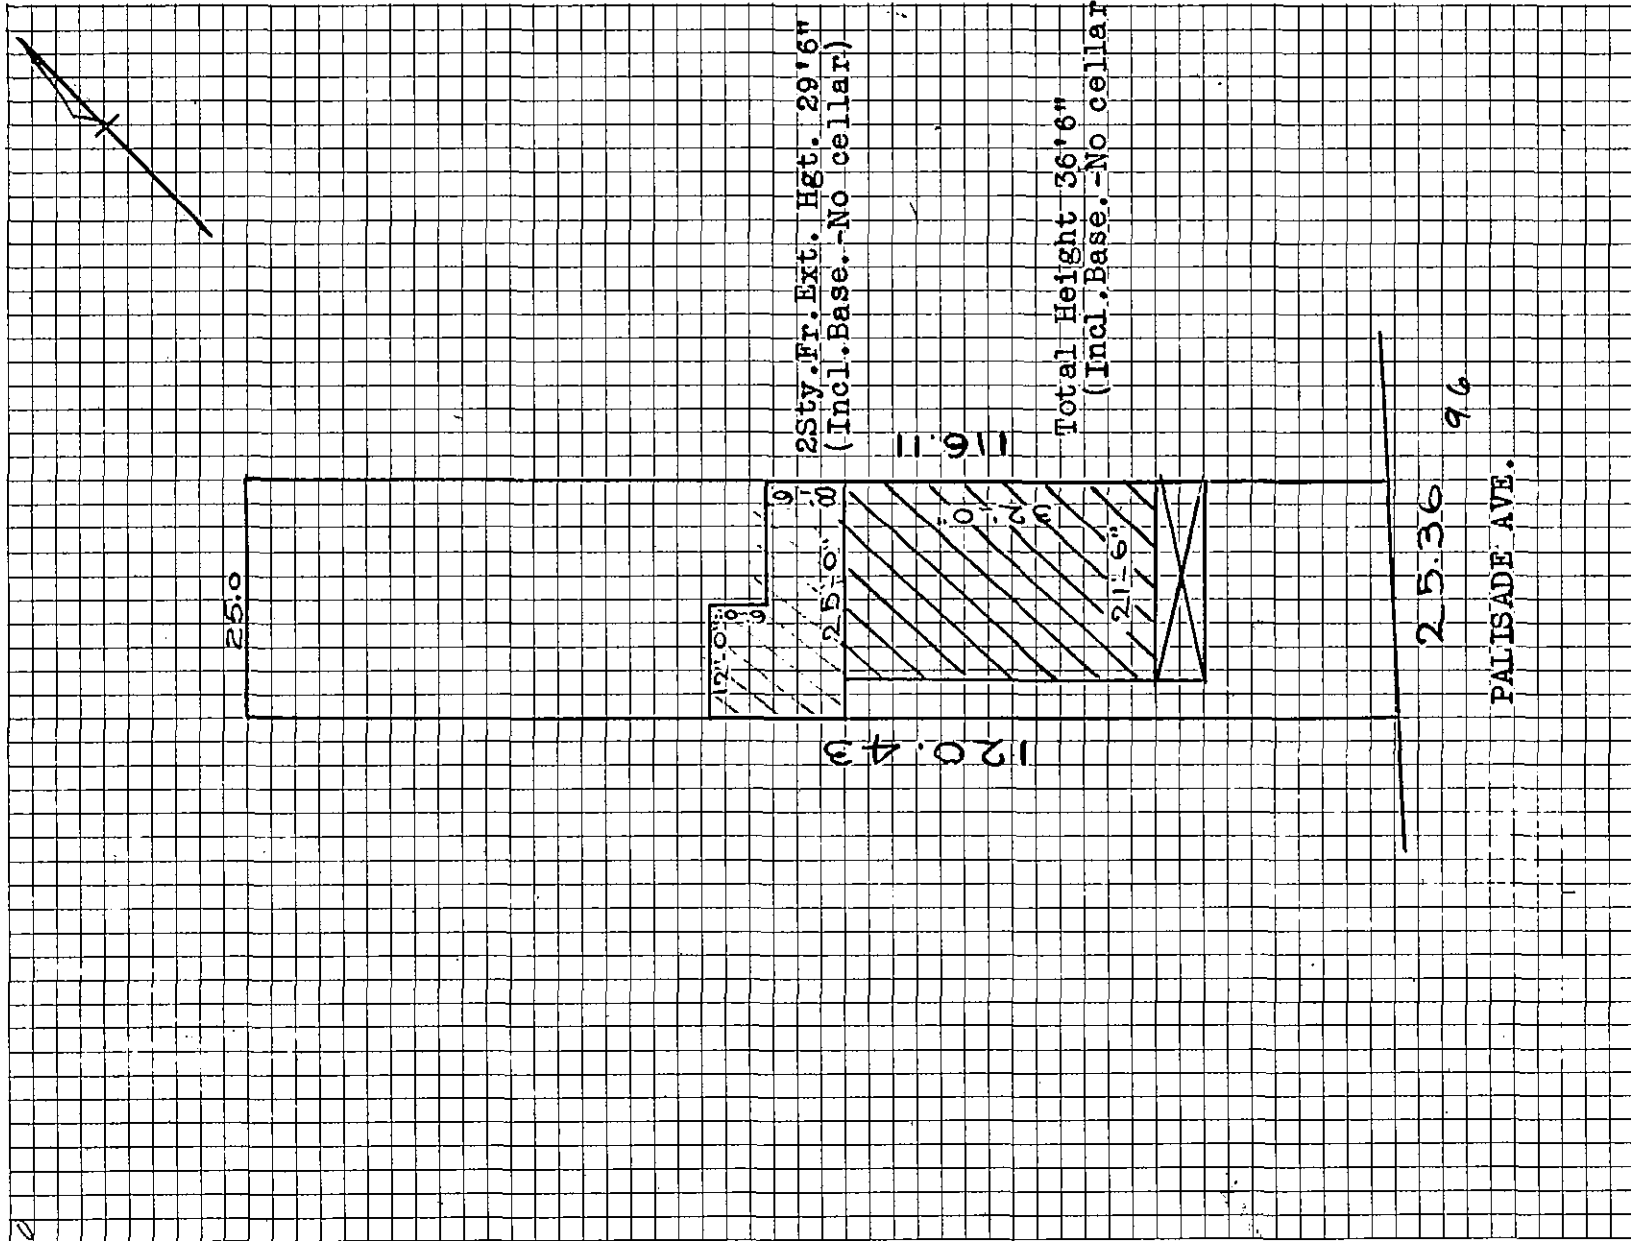 25.0
2Sty.Fr.Ext. Hgt. 29'6"
(Incl.Base.-No cellar)
116.11
Total Height 36'6"
(Incl.Base.-No cellar
12'-0"
25'-0"
32'-0"
21'-6"
120.43
25.36
96
PALISADE AVE.